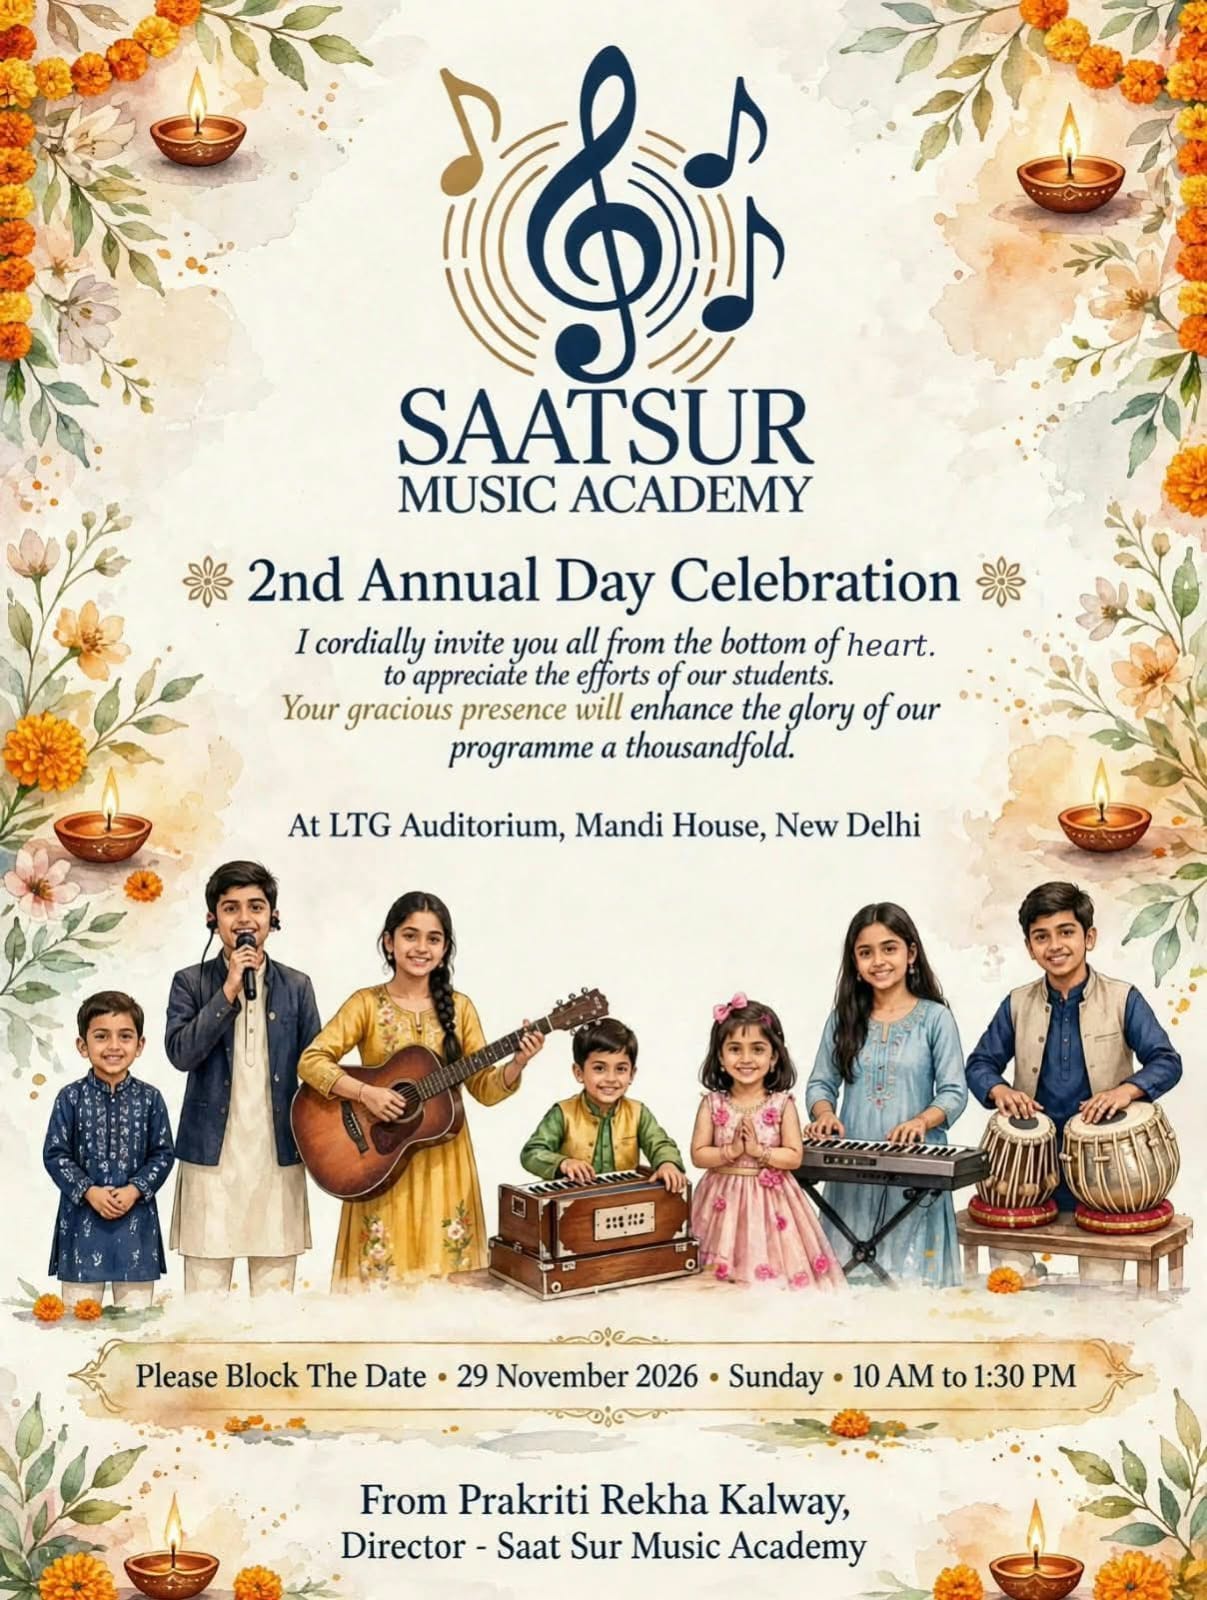 SAATSUR
MUSIC ACADEMY
2nd Annual Day Celebration
I cordially invite you all from the bottom of heart.
to appreciate the efforts of our students.
Your gracious presence will enhance the glory of our
programme a thousandfold.
At LTG Auditorium, Mandi House, New Delhi
Please Block The Date • 29 November 2026 • Sunday • 10 AM to 1:30 PM
From Prakriti Rekha Kalway,
Director - Saat Sur Music Academy